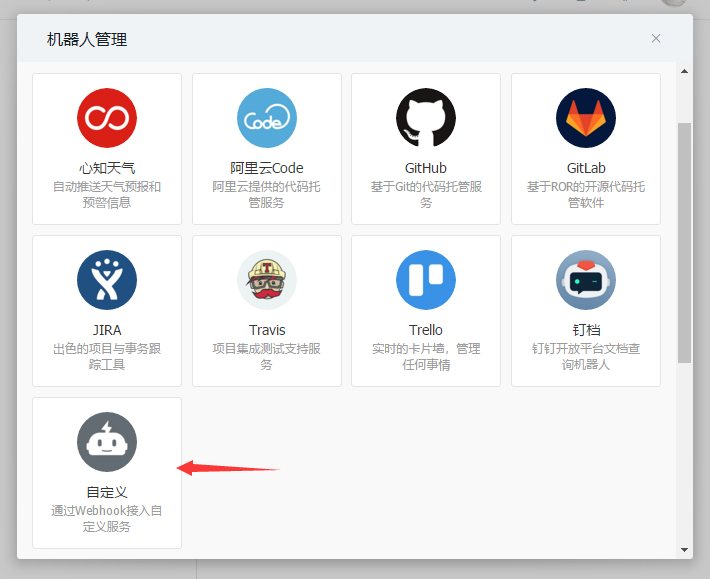 机器人管理
心知天气
自动推送天气预报和
预警信息
Code
阿里云Code
阿里云提供的代码托
管服务
GitHub
基于Git的代码托管服
务
GitLab
基于ROR的开源代码托
管软件
JIRA
出色的项目与事务跟
踪工具
T
Travis
项目集成测试支持服
务
Trello
实时的卡片墙，管理
任何事情
钉档
钉钉开放平台文档查
询机器人
自定义
通过Webhook接入自
定义服务